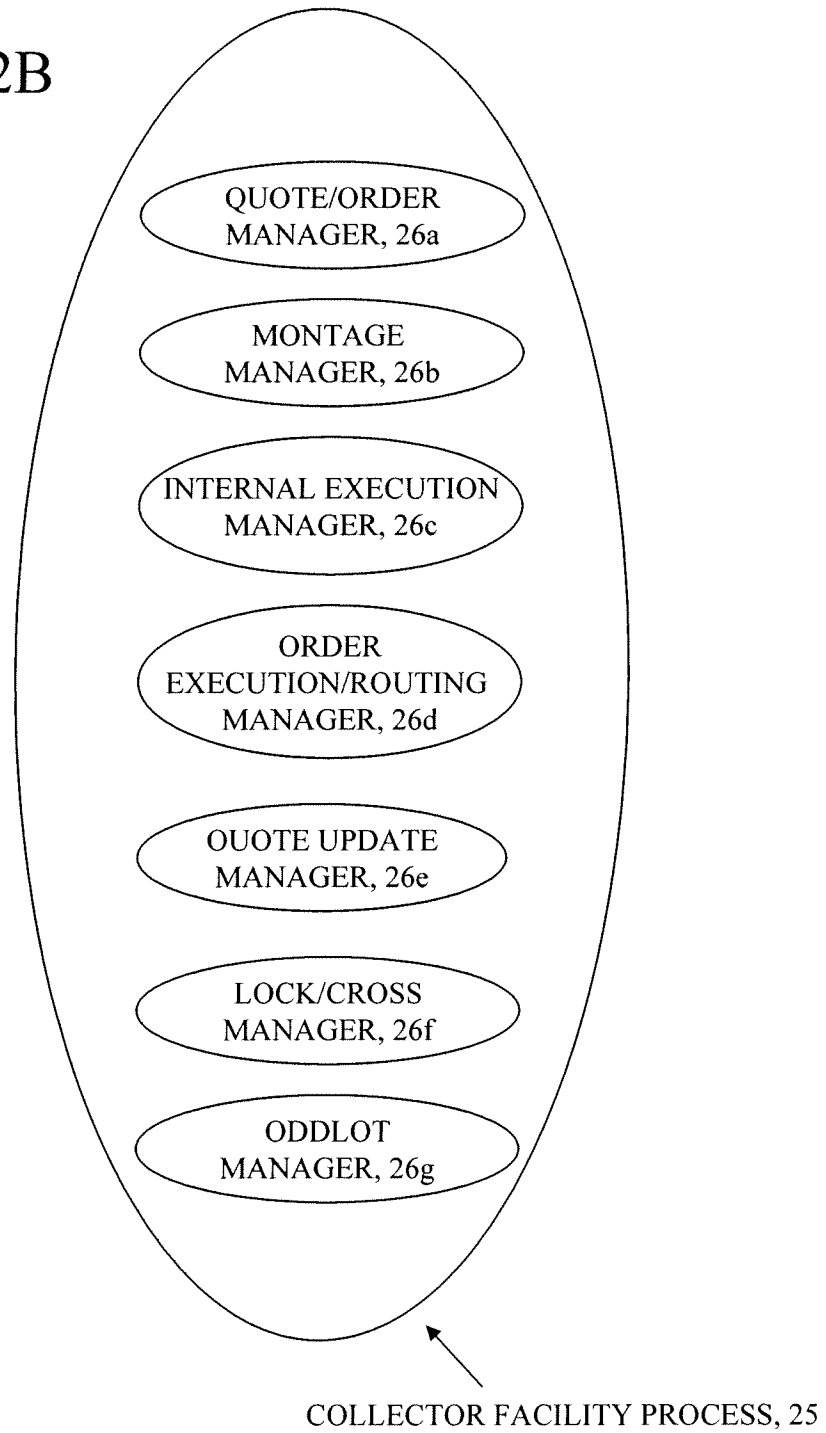 2B
QUOTE/ORDER
MANAGER, 26a
MONTAGE
MANAGER, 26b
INTERNAL EXECUTION
MANAGER, 26c
ORDER
EXECUTION/ROUTING
MANAGER, 26d
OUOTE UPDATE
MANAGER, 26e
LOCK/CROSS
MANAGER, 26f
ODDLOT
MANAGER, 26g
COLLECTOR FACILITY PROCESS, 25